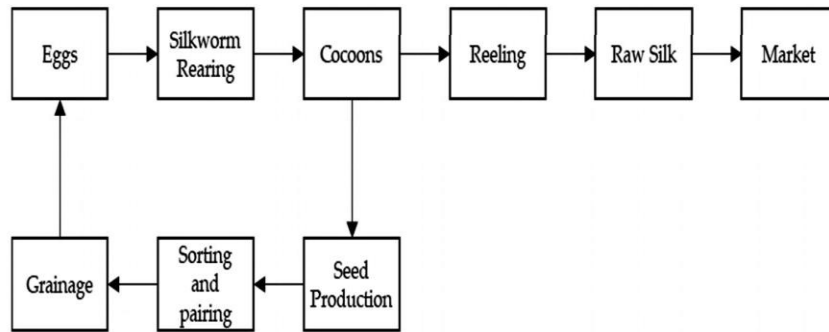 Eggs
Silkworm
Rearing
Cocoons
Reeling
Raw Silk
Market
Grainage
Sorting
and
pairing
Seed
Production